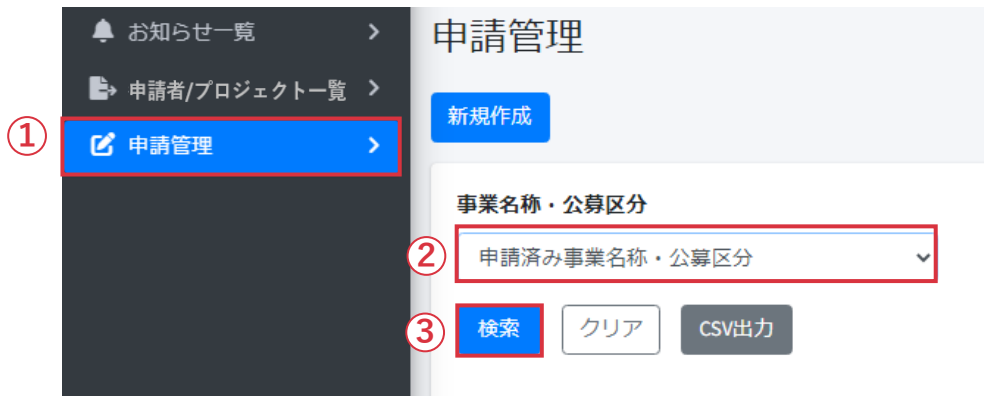 お知らせ一覧
申請者/プロジェクト一覧
① 申請管理
申請管理
新規作成
事業名称・公募区分
② 申請済み事業名称・公募区分
③ 検索 クリア CSV出力